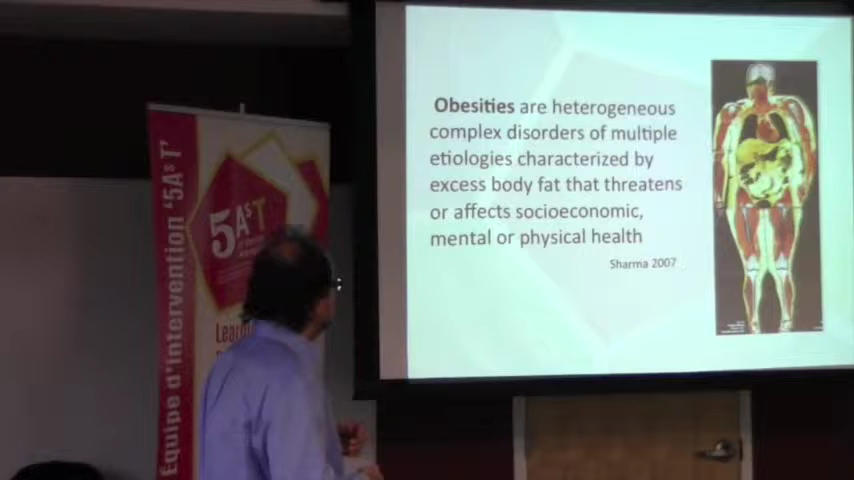 Équipe d'intervention '5AsT'
5AsT
Obesities are heterogeneous
complex disorders of multiple
etiologies characterized by
excess body fat that threatens
or affects socioeconomic,
mental or physical health
Sharma 2007